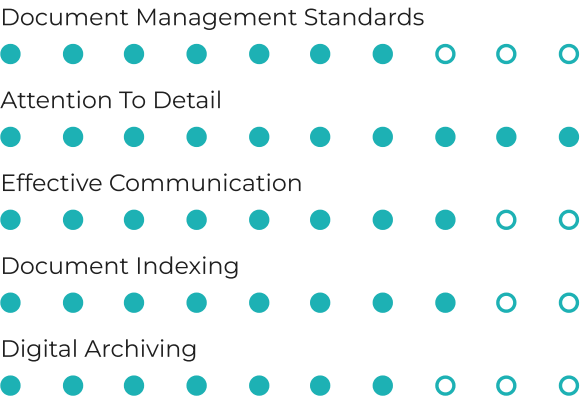 Document Management Standards
Attention To Detail
Effective Communication
Document Indexing
Digital Archiving